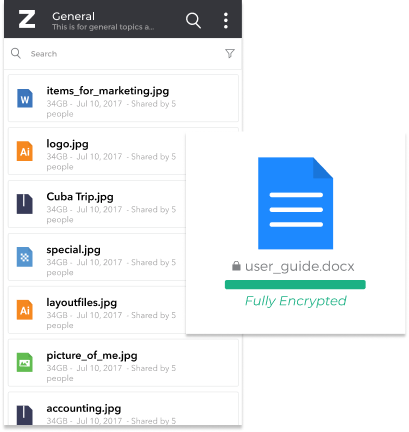 Z
General
This is for general topics a...
Search
W
items_for_marketing.jpg
34GB - Jul 10, 2017 - Shared by 5
people
Ai
logo.jpg
34GB - Jul 10, 2017 - Shared by 5
people
Cuba Trip.jpg
34GB - Jul 10, 2017 - Shared by 5
people
special.jpg
34GB - Jul 10, 2017 - Shared by 5
people
Ai
layoutfiles.jpg
34GB - Jul 10, 2017 - Shared by 5
people
picture_of_me.jpg
34GB - Jul 10, 2017 - Shared by 5
people
accounting.jpg
34GB - Jul 10, 2017 - Shared by 5
user_guide.docx
Fully Encrypted